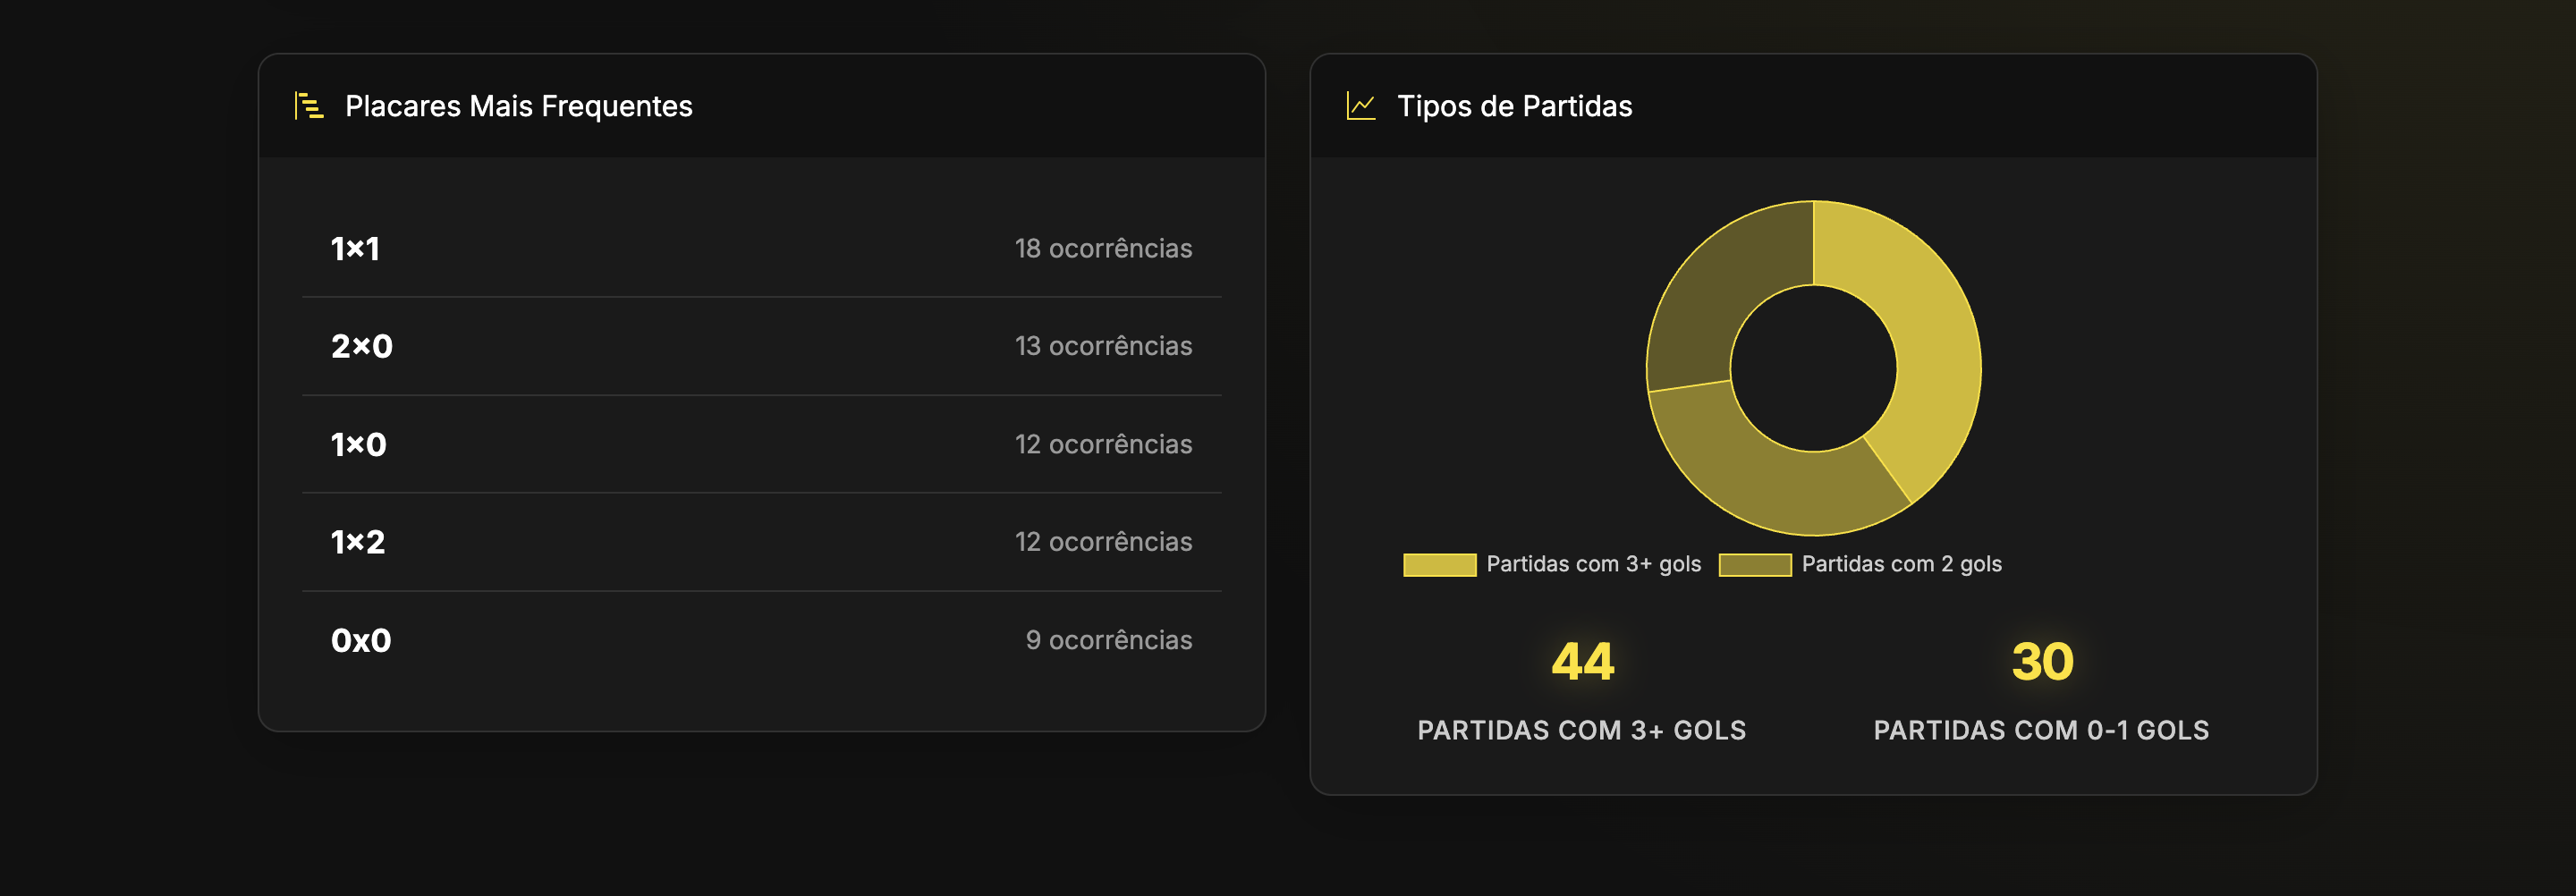 Placares Mais Frequentes
1×1 18 ocorrências
2×0 13 ocorrências
1×0 12 ocorrências
1×2 12 ocorrências
0x0 9 ocorrências
Tipos de Partidas
Partidas com 3+ gols Partidas com 2 gols
44 30
PARTIDAS COM 3+ GOLS PARTIDAS COM 0-1 GOLS